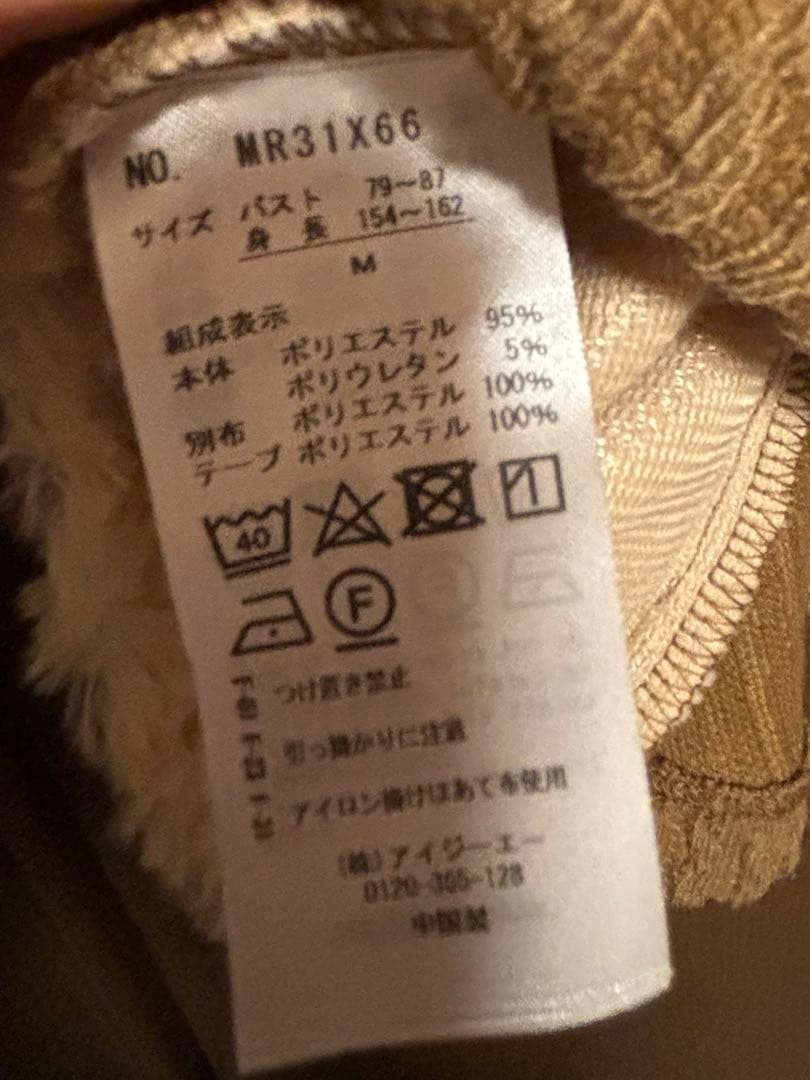 NO. MR31X66
サイズ バスト 79〜87
身長 154〜162
M
組成表示
本体 ポリエステル 95%
ポリウレタン 5%
別布 ポリエステル 100%
テープ ポリエステル 100%
40
F
つけ置き禁止
引っ掛かりに注意
アイロン掛けはあて布使用
(株)アイジーエー
0120-365-128
中国製